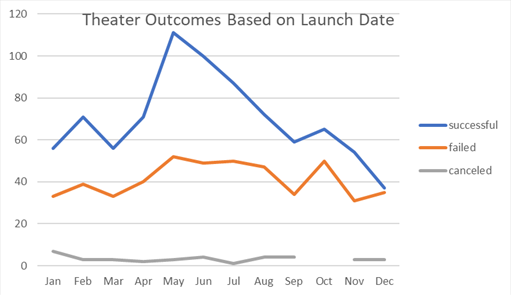 Theater Outcomes Based on Launch Date
120
100
80
60
40
20
0
Jan Feb Mar Apr May Jun Jul Aug Sep Oct Nov Dec
successful
failed
canceled